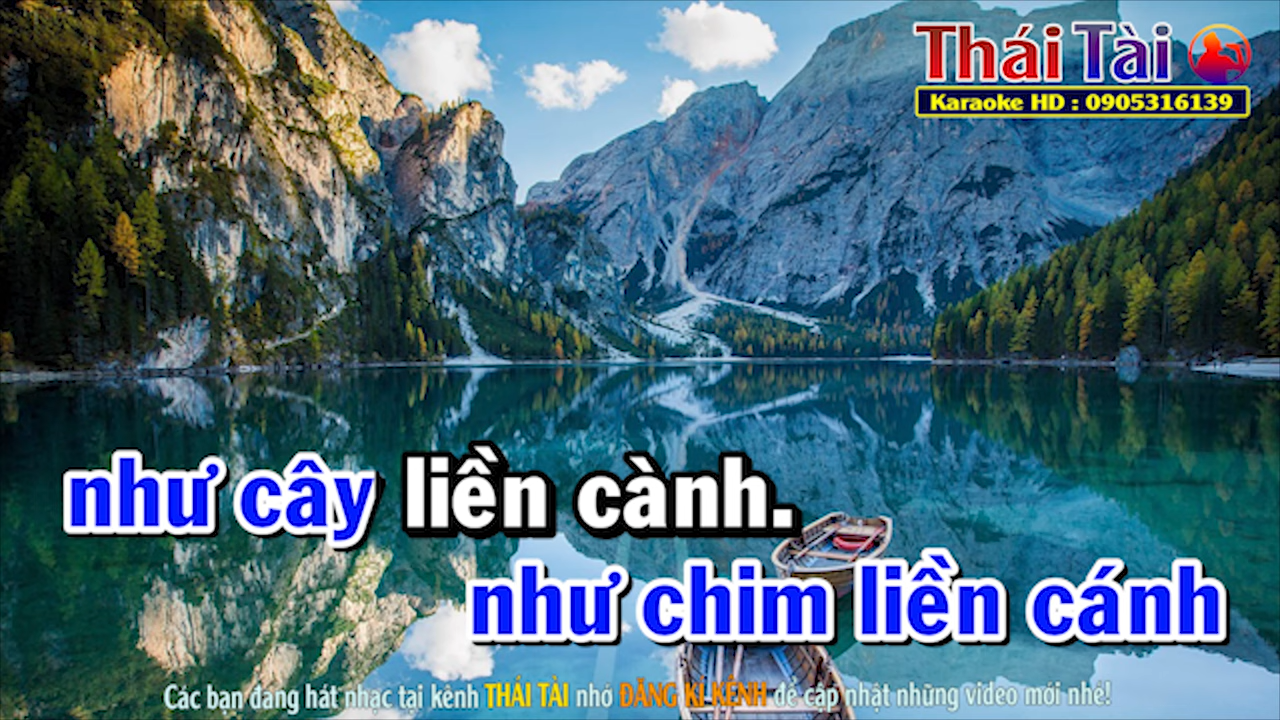 Thái Tài
Karaoke HD : 0905316139
như cây liền cành.
như chim liền cánh
Các bạn đang hát nhạc tại kênh THÁI TÀI nhớ ĐĂNG KÍ KÊNH để cập nhật những video mới nhé!